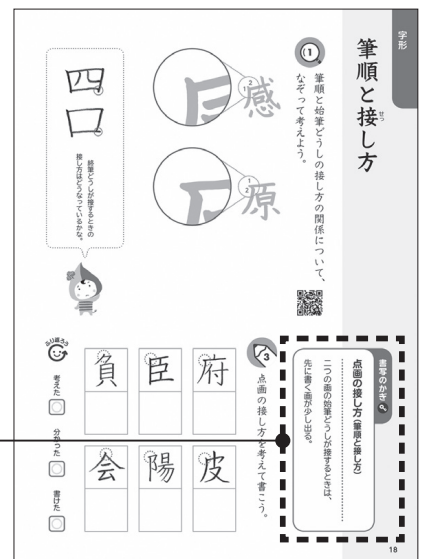 字形
筆順と接し方
せっ
1
筆順と始筆どうしの接し方の関係について、
なぞって考えよう。
感
1
2
原
1
2
四
口
終筆どうしが接するときの
接し方はどうなっているかな。
書写のかぎ
点画の接し方(筆順と接し方)
二つの画の始筆どうしが接するときは、
先に書く画が少し出る。
3
点画の接し方を考えて書こう。
府
皮
臣
陽
負
会
ふり返ろう
考えた
分かった
書けた
18